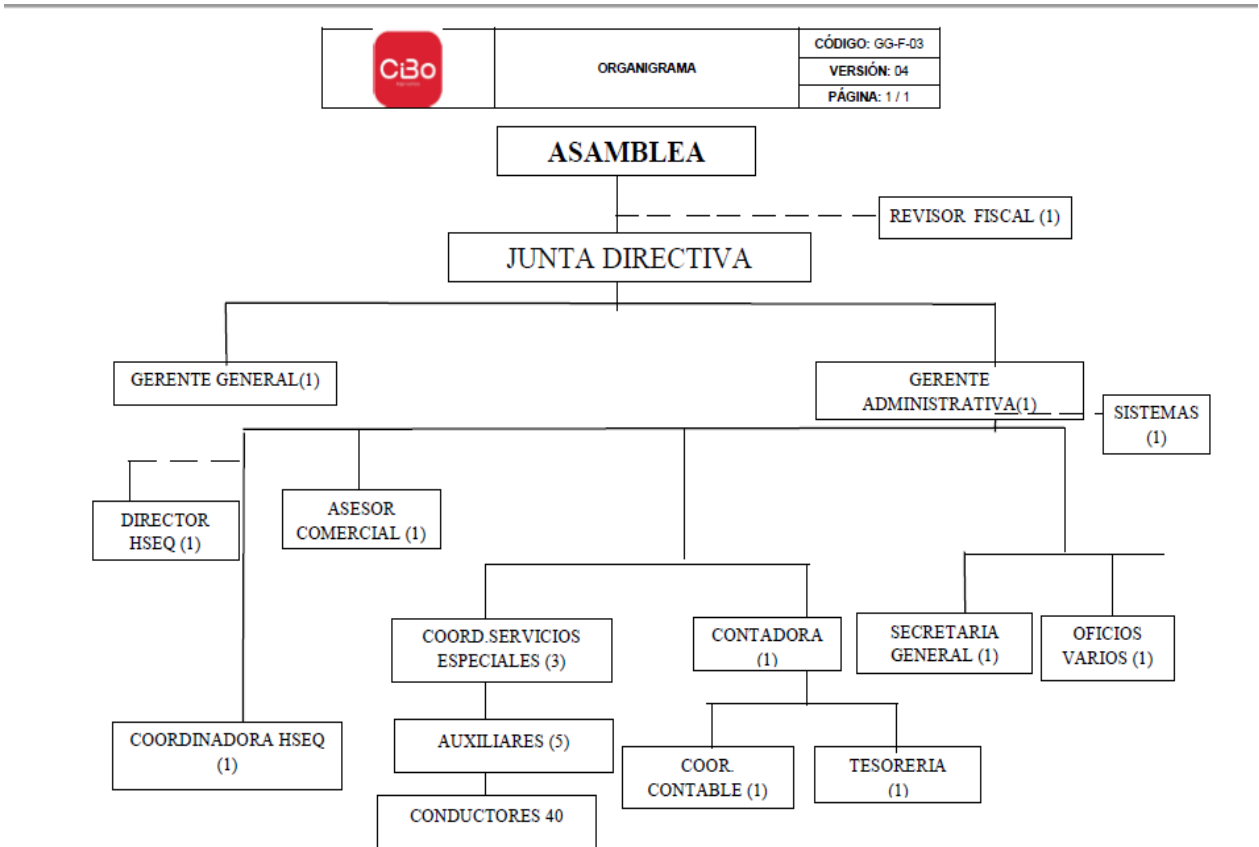 CiBo
ORGANIGRAMA
CÓDIGO: GG-F-03
VERSIÓN: 04
PÁGINA: 1 / 1
ASAMBLEA
REVISOR FISCAL (1)
JUNTA DIRECTIVA
GERENTE GENERAL(1)
GERENTE
ADMINISTRATIVA(1)
SISTEMAS
(1)
DIRECTOR
HSEQ (1)
ASESOR
COMERCIAL (1)
COORD.SERVICIOS
ESPECIALES (3)
CONTADORA
(1)
SECRETARIA
GENERAL (1)
OFICIOS
VARIOS (1)
COORDINADORA HSEQ
(1)
AUXILIARES (5)
COOR.
CONTABLE (1)
TESORERIA
(1)
CONDUCTORES 40